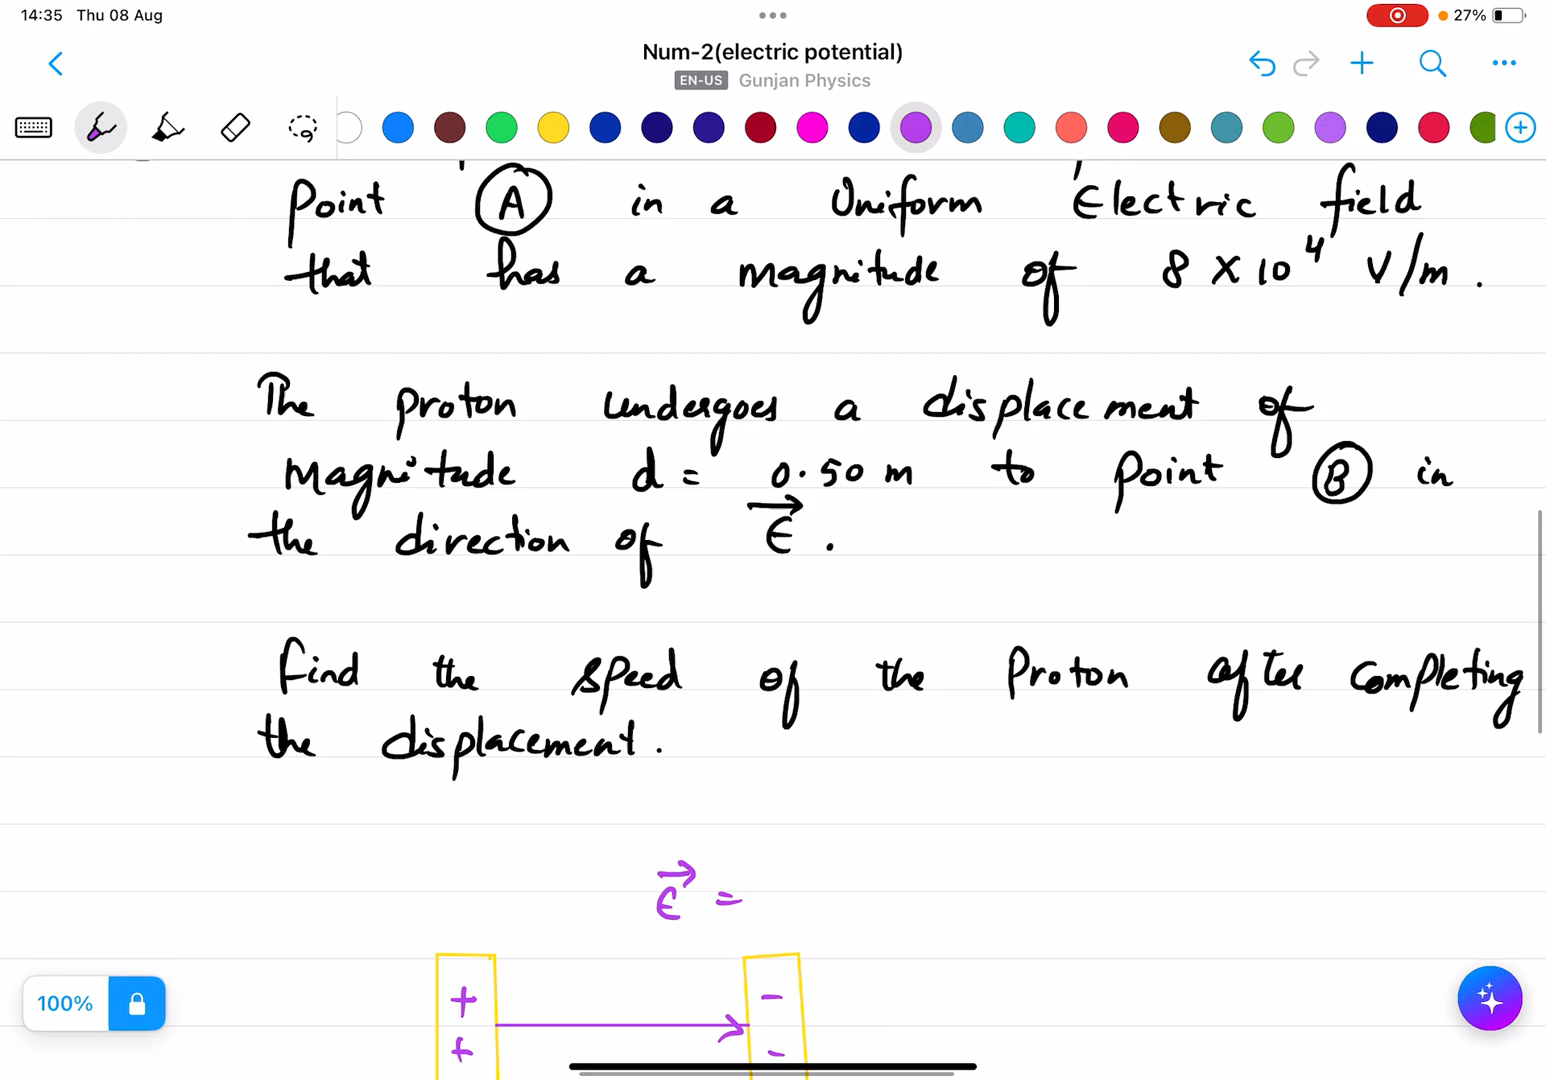 14:35 Thu 08 Aug
27%
Num-2(electric potential)
EN-US Gunjan Physics
Point A in a Uniform Electric field
that has a magnitude of 8 X 10⁴ V/m .
The proton undergoes a displacement of
Magnitude d = 0.50 m to point B in
the direction of E⃗ .
find the speed of the Proton after completing
the displacement.
E⃗ =
+ -
100%
+ -